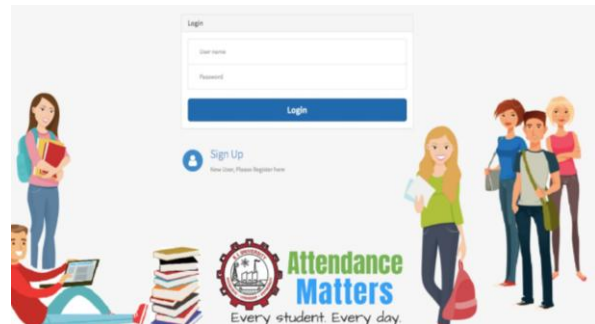 Login
User name
Password
Login
Sign Up
New User, Please Register here
Attendance
Matters
Every student. Every day.